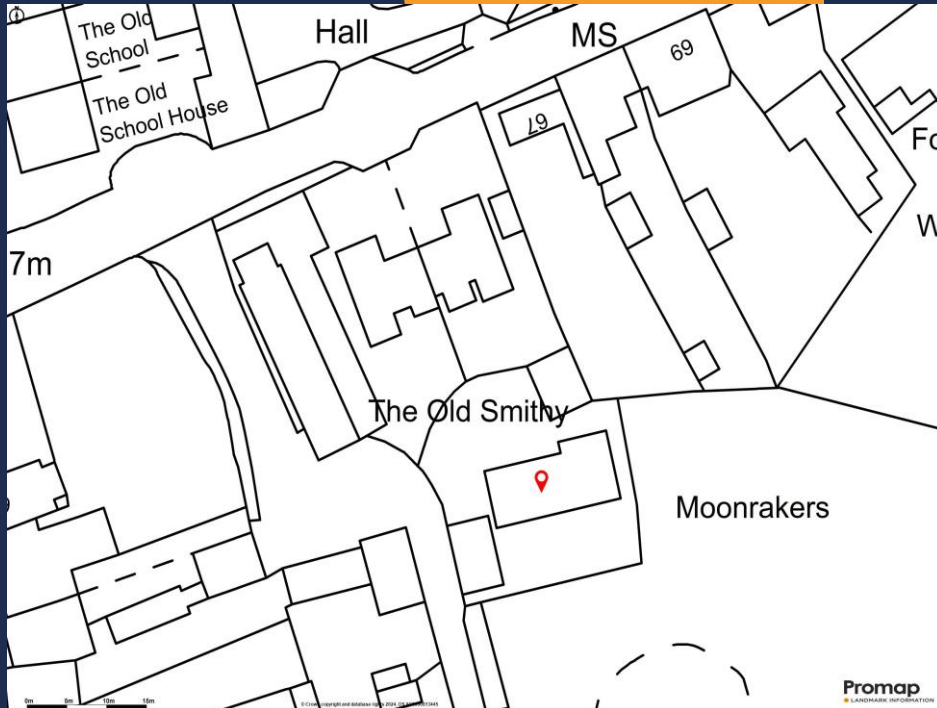 The Old
School
Hall
MS
69
The Old
School House
67
Fo
W
7m
The Old Smithy
Moonrakers
0m 5m 10m 15m
Promap
LANDMARK INFORMATION